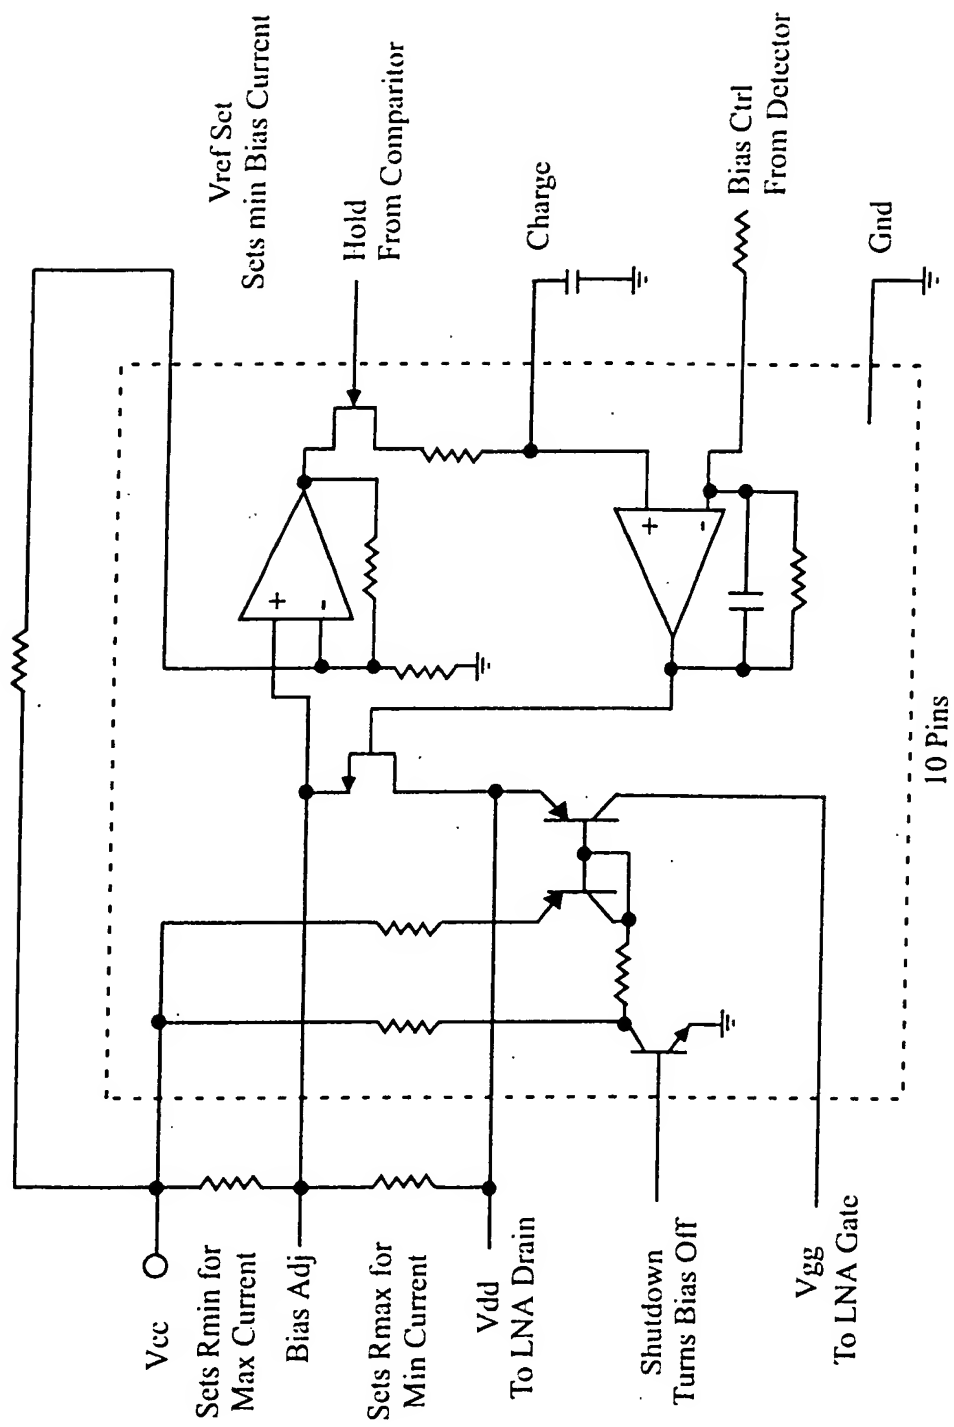 Vcc
Sets Rmin for
Max Current
Bias Adj
Sets Rmax for
Min Current
Vdd
To LNA Drain
Shutdown
Turns Bias Off
Vgg
To LNA Gate
+
-
+
-
Vref Set
Sets min Bias Current
Hold
From Comparitor
Charge
Bias Ctrl
From Detector
Gnd
10 Pins